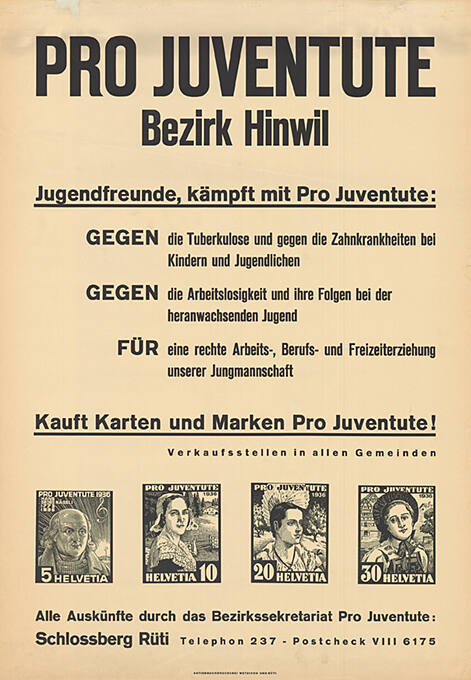 PRO JUVENTUTE
Bezirk Hinwil
Jugendfreunde, kämpft mit Pro Juventute:
GEGEN die Tuberkulose und gegen die Zahnkrankheiten bei
Kindern und Jugendlichen
GEGEN die Arbeitslosigkeit und ihre Folgen bei der
heranwachsenden Jugend
FÜR eine rechte Arbeits-, Berufs- und Freizeiterziehung
unserer Jungmannschaft
Kauft Karten und Marken Pro Juventute!
Verkaufsstellen in allen Gemeinden
PRO JUVENTUTE 1936
NÄGELI
5 HELVETIA
PRO JUVENTUTE
1936
HELVETIA 10
PRO JUVENTUTE
1936
20 HELVETIA
PRO JUVENTUTE
1936
30 HELVETIA
Alle Auskünfte durch das Bezirkssekretariat Pro Juventute:
Schlossberg Rüti Telephon 237 - Postcheck VIII 6175